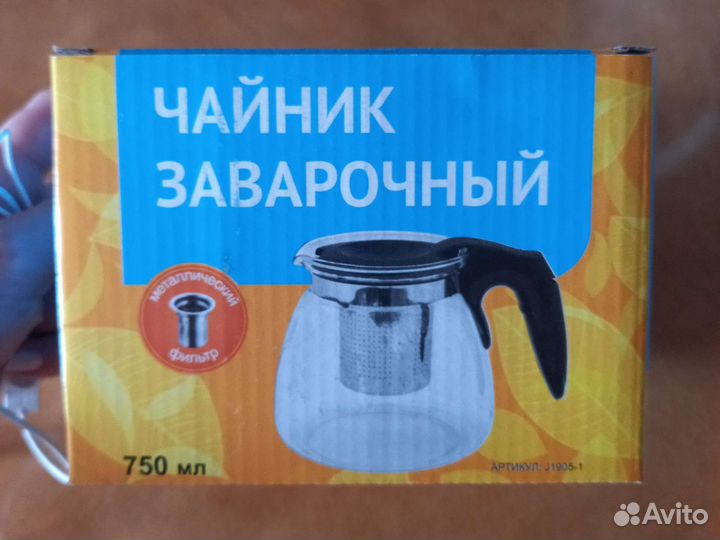 ЧАЙНИК
ЗАВАРОЧНЫЙ
металлический
фильтр
750 мл
АРТИКУЛ: J1905-1
Avito